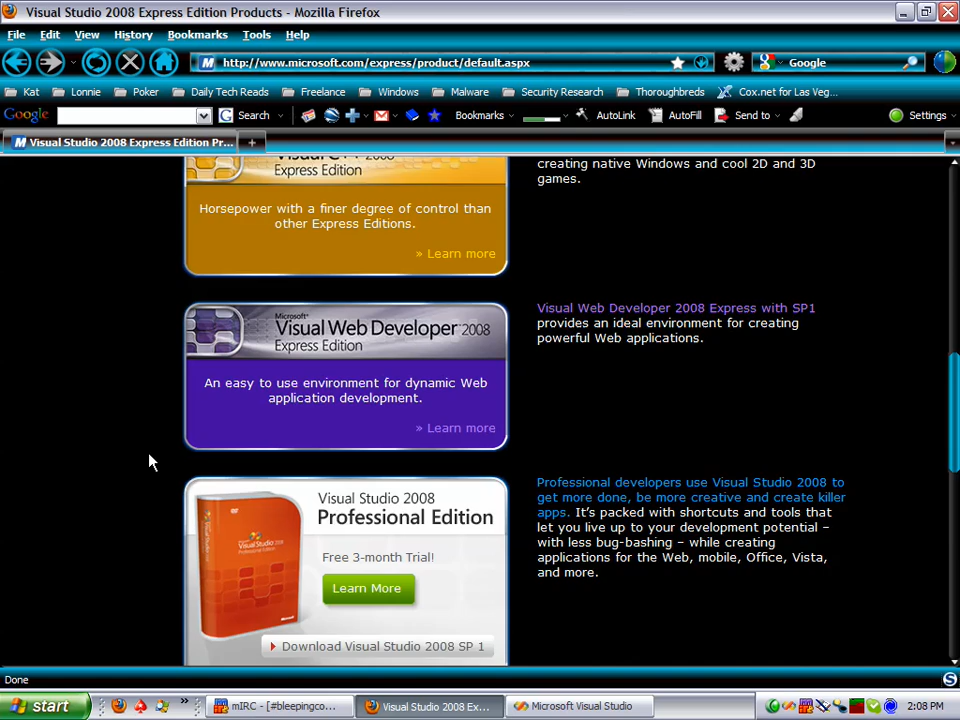 Visual Studio 2008 Express Edition Products - Mozilla Firefox
File Edit View History Bookmarks Tools Help
http://www.microsoft.com/express/product/default.aspx
Google
Kat Lonnie Poker Daily Tech Reads Freelance Windows Malware Security Research Thoroughbreds Cox.net for Las Veg...
Google Search Bookmarks AutoLink AutoFill Send to Settings
Visual Studio 2008 Express Edition Pr...
Visual C++ 2008
Express Edition
Horsepower with a finer degree of control than
other Express Editions.
» Learn more
creating native Windows and cool 2D and 3D
games.
Microsoft®
Visual Web Developer 2008
Express Edition
An easy to use environment for dynamic Web
application development.
» Learn more
Visual Web Developer 2008 Express with SP1
provides an ideal environment for creating
powerful Web applications.
Visual Studio 2008
Professional Edition
Free 3-month Trial!
Learn More
Download Visual Studio 2008 SP 1
Professional developers use Visual Studio 2008 to
get more done, be more creative and create killer
apps. It's packed with shortcuts and tools that
let you live up to your development potential –
with less bug-bashing – while creating
applications for the Web, mobile, Office, Vista,
and more.
Done
start mIRC - [#bleepingco... Visual Studio 2008 Ex... Microsoft Visual Studio 2:08 PM